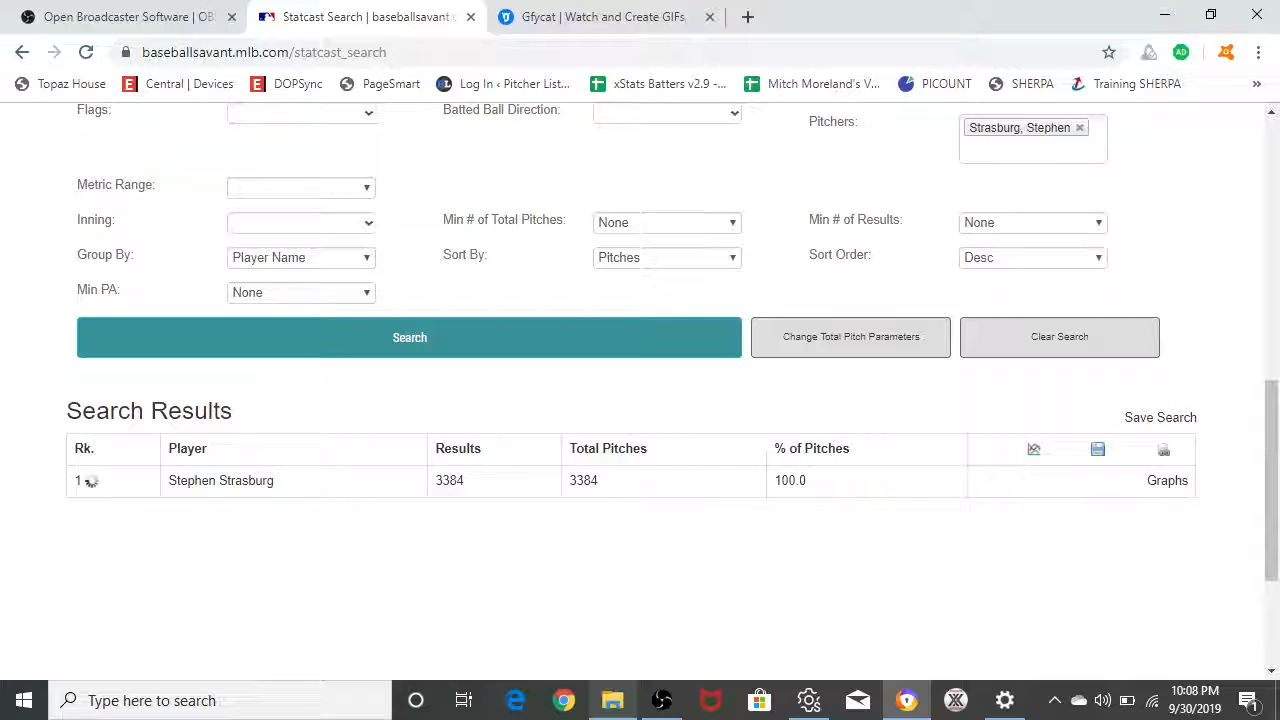 Open Broadcaster Software | OB
Statcast Search | baseballsavant.
Gfycat | Watch and Create GIFs,
baseballsavant.mlb.com/statcast_search
AD
Topaz House
Central | Devices
DOPSync
PageSmart
Log In ‹ Pitcher List...
xStats Batters v2.9 -...
Mitch Moreland's V...
PICOUNT
SHERPA
Training SHERPA
»
Flags:
Batted Ball Direction:
Pitchers:
Strasburg, Stephen ×
Metric Range:
Inning:
Min # of Total Pitches:
None
Min # of Results:
None
Group By:
Player Name
Sort By:
Pitches
Sort Order:
Desc
Min PA:
None
Search
Change Total Pitch Parameters
Clear Search
Search Results
Save Search
Rk.
Player
Results
Total Pitches
% of Pitches
1
Stephen Strasburg
3384
3384
100.0
Graphs
Type here to search
10:08 PM
9/30/2019
1